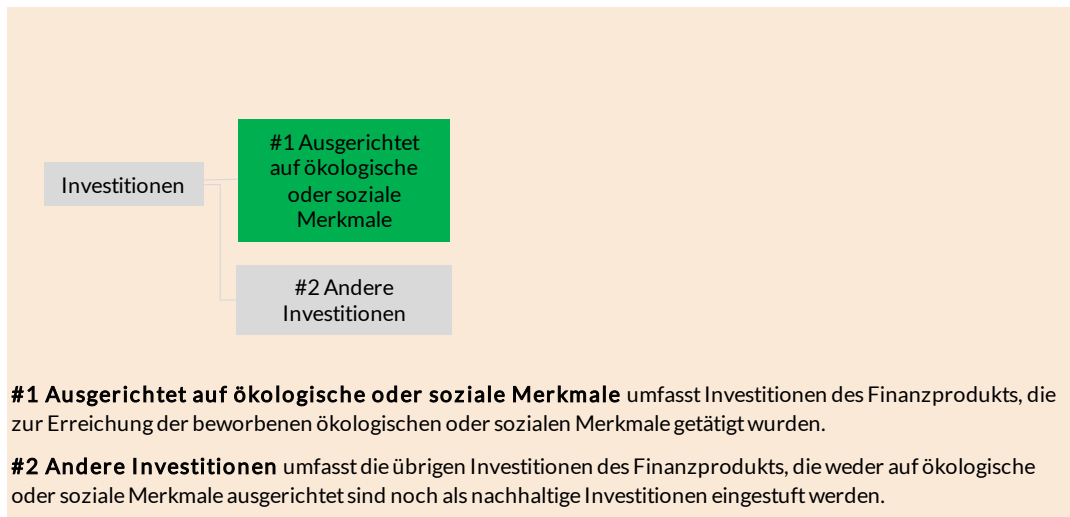 #1 Ausgerichtet
auf ökologische
oder soziale
Merkmale
Investitionen
#2 Andere
Investitionen
#1 Ausgerichtet auf ökologische oder soziale Merkmale umfasst Investitionen des Finanzprodukts, die
zur Erreichung der beworbenen ökologischen oder sozialen Merkmale getätigt wurden.
#2 Andere Investitionen umfasst die übrigen Investitionen des Finanzprodukts, die weder auf ökologische
oder soziale Merkmale ausgerichtet sind noch als nachhaltige Investitionen eingestuft werden.